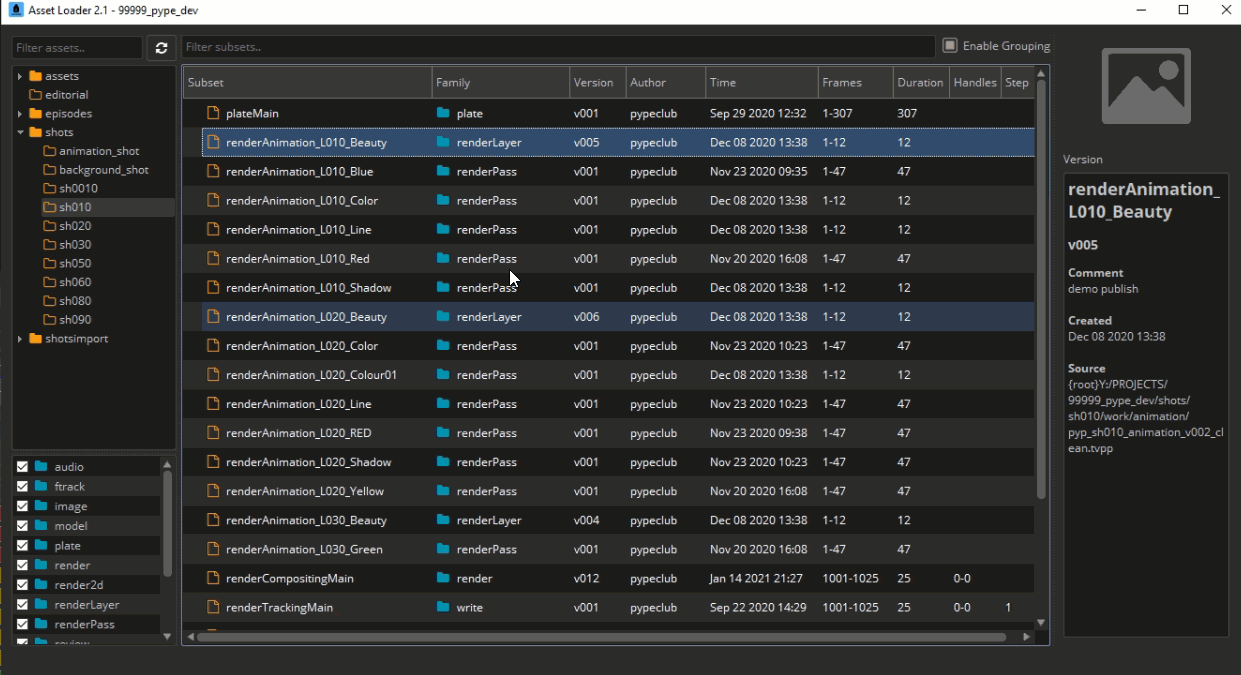 Asset Loader 2.1 - 99999_pype_dev
Filter assets..
Filter subsets..
Enable Grouping
assets
editorial
episodes
shots
animation_shot
background_shot
sh0010
sh010
sh020
sh030
sh050
sh060
sh080
sh090
shotsimport
audio
ftrack
image
model
plate
render
render2d
renderLayer
renderPass
review
Subset Family Version Author Time Frames Duration Handles Step
plateMain plate v001 pypeclub Sep 29 2020 12:32 1-307 307
renderAnimation_L010_Beauty renderLayer v005 pypeclub Dec 08 2020 13:38 1-12 12
renderAnimation_L010_Blue renderPass v001 pypeclub Nov 23 2020 09:35 1-47 47
renderAnimation_L010_Color renderPass v001 pypeclub Dec 08 2020 13:38 1-12 12
renderAnimation_L010_Line renderPass v001 pypeclub Dec 08 2020 13:38 1-12 12
renderAnimation_L010_Red renderPass v001 pypeclub Nov 20 2020 16:08 1-47 47
renderAnimation_L010_Shadow renderPass v001 pypeclub Dec 08 2020 13:38 1-12 12
renderAnimation_L020_Beauty renderLayer v006 pypeclub Dec 08 2020 13:38 1-12 12
renderAnimation_L020_Color renderPass v001 pypeclub Nov 23 2020 10:23 1-47 47
renderAnimation_L020_Colour01 renderPass v001 pypeclub Dec 08 2020 13:38 1-12 12
renderAnimation_L020_Line renderPass v001 pypeclub Nov 23 2020 10:23 1-47 47
renderAnimation_L020_RED renderPass v001 pypeclub Nov 23 2020 09:38 1-47 47
renderAnimation_L020_Shadow renderPass v001 pypeclub Nov 23 2020 10:23 1-47 47
renderAnimation_L020_Yellow renderPass v001 pypeclub Nov 20 2020 16:08 1-47 47
renderAnimation_L030_Beauty renderLayer v004 pypeclub Dec 08 2020 13:38 1-12 12
renderAnimation_L030_Green renderPass v001 pypeclub Nov 20 2020 16:08 1-47 47
renderCompositingMain render v012 pypeclub Jan 14 2021 21:27 1001-1025 25 0-0
renderTrackingMain write v001 pypeclub Sep 22 2020 14:29 1001-1025 25 0-0 1
Version
renderAnimation_
L010_Beauty
v005
Comment
demo publish
Created
Dec 08 2020 13:38
Source
{root}Y:/PROJECTS/
99999_pype_dev/shots/
sh010/work/animation/
pyp_sh010_animation_v002_cl
ean.tvpp